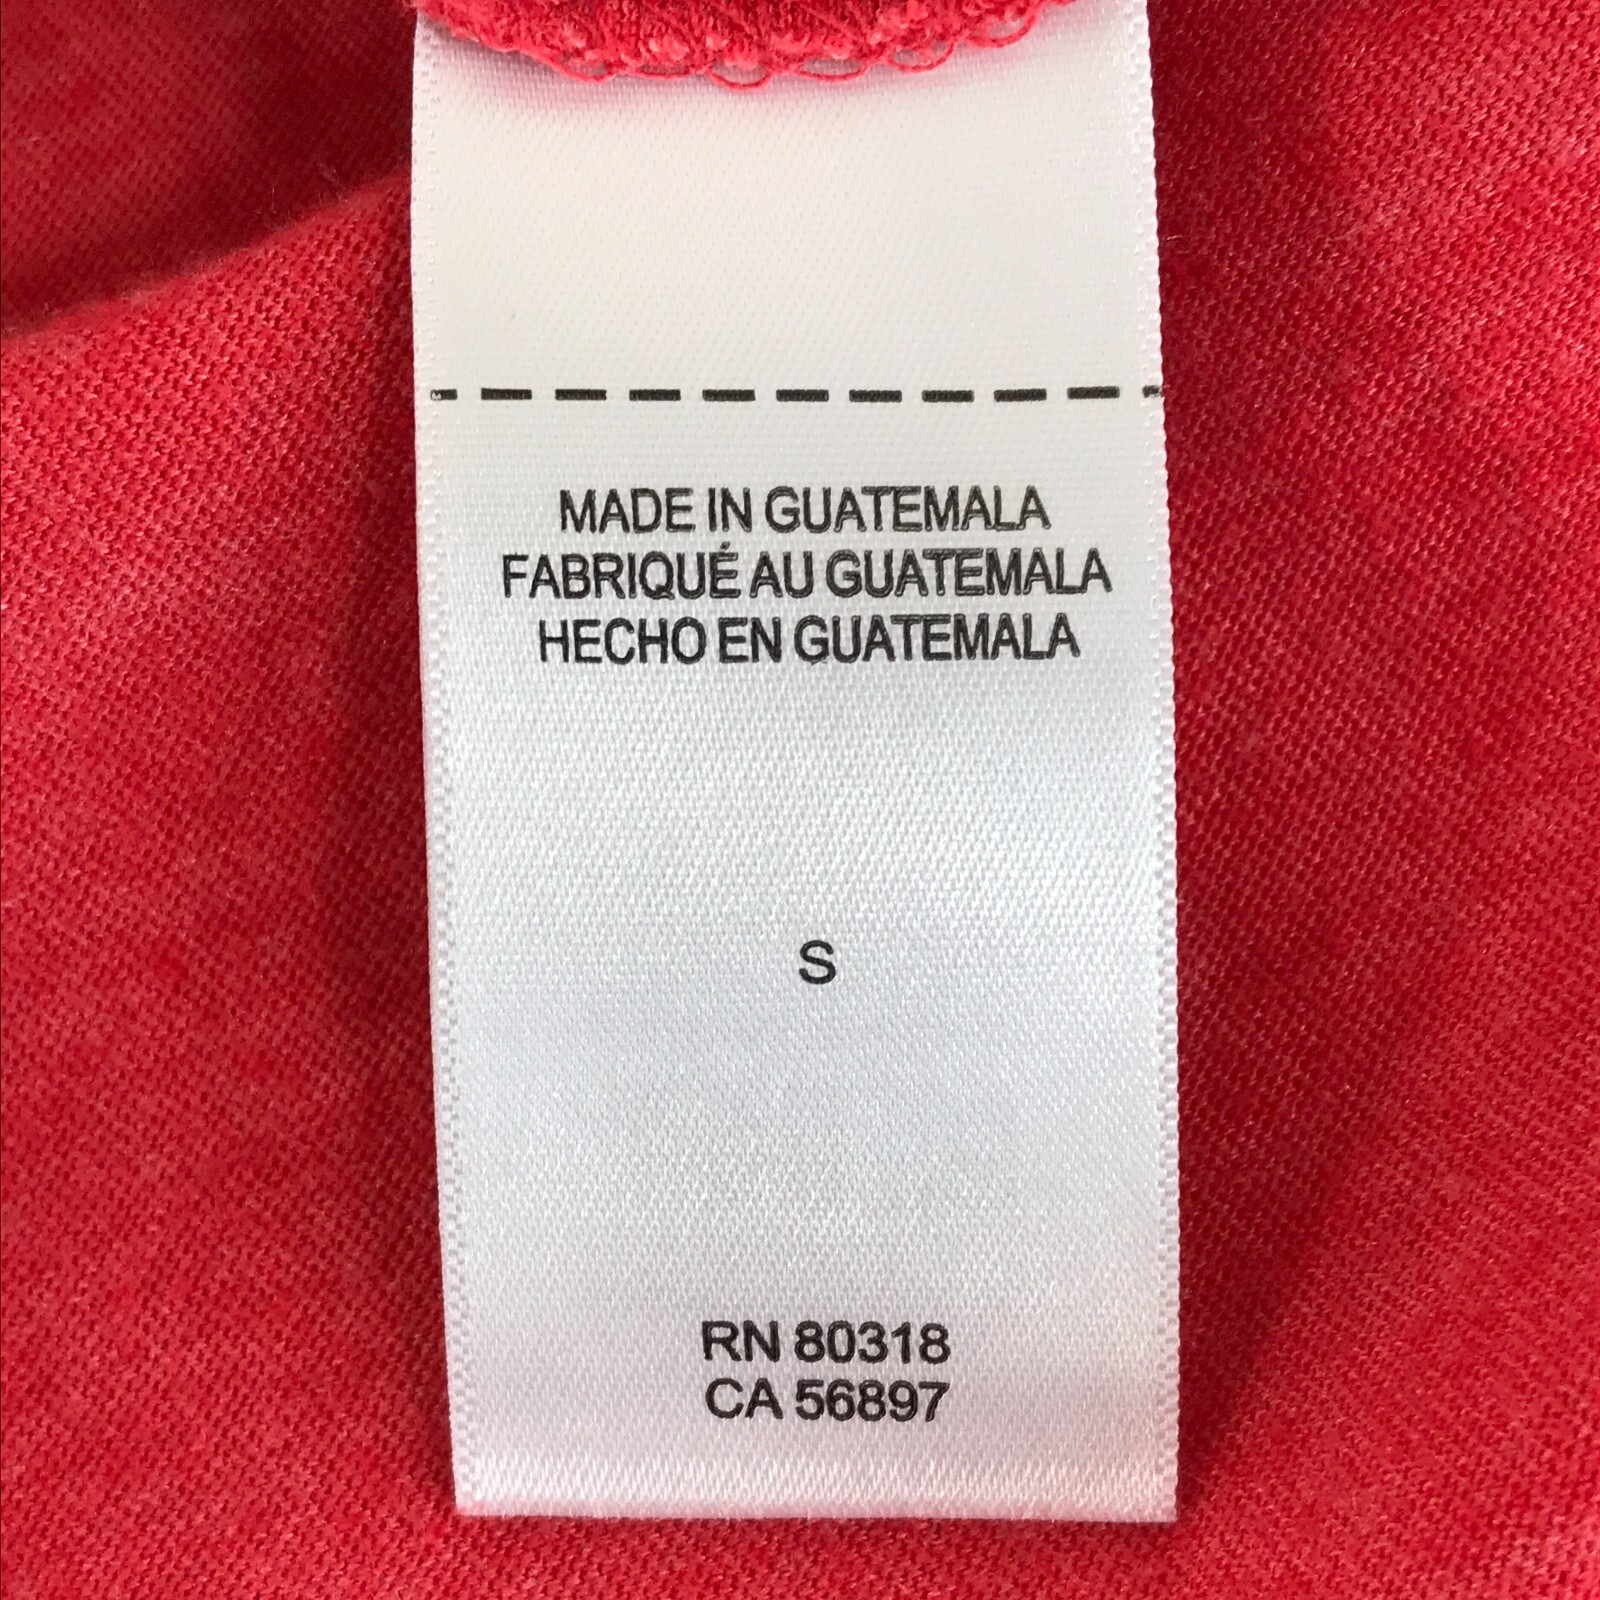 MADE IN GUATEMALA
FABRIQUÉ AU GUATEMALA
HECHO EN GUATEMALA
S
RN 80318
CA 56897